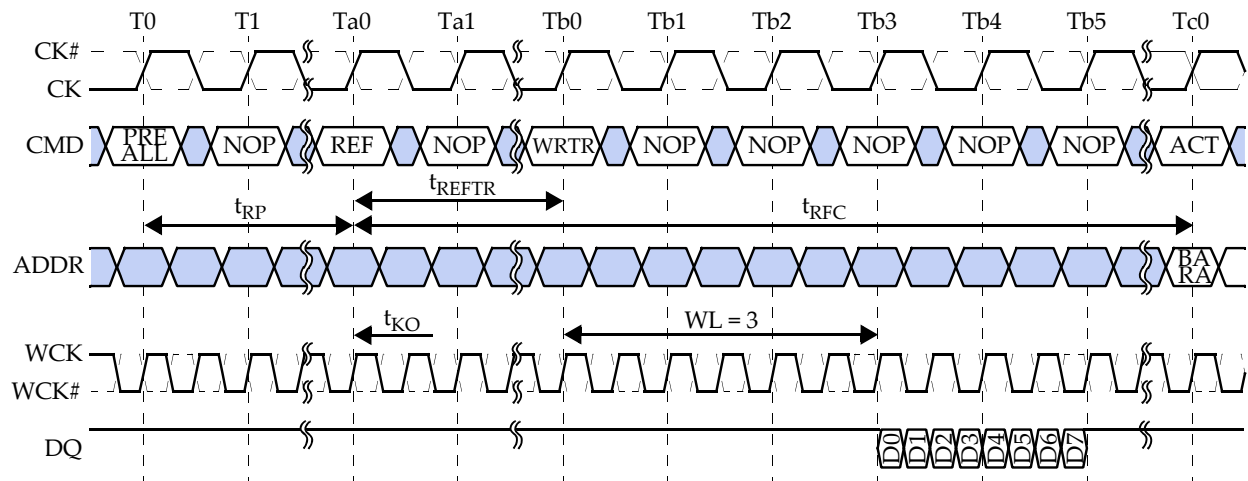 T0 T1 Ta0 Ta1 Tb0 Tb1 Tb2 Tb3 Tb4 Tb5 Tc0
CK#
CK
CMD PRE ALL NOP REF NOP WRTR NOP NOP NOP NOP NOP ACT
tREFTR
tRP tRFC
ADDR BA RA
tKO WL = 3
WCK
WCK#
DQ D0 D1 D2 D3 D4 D5 D6 D7